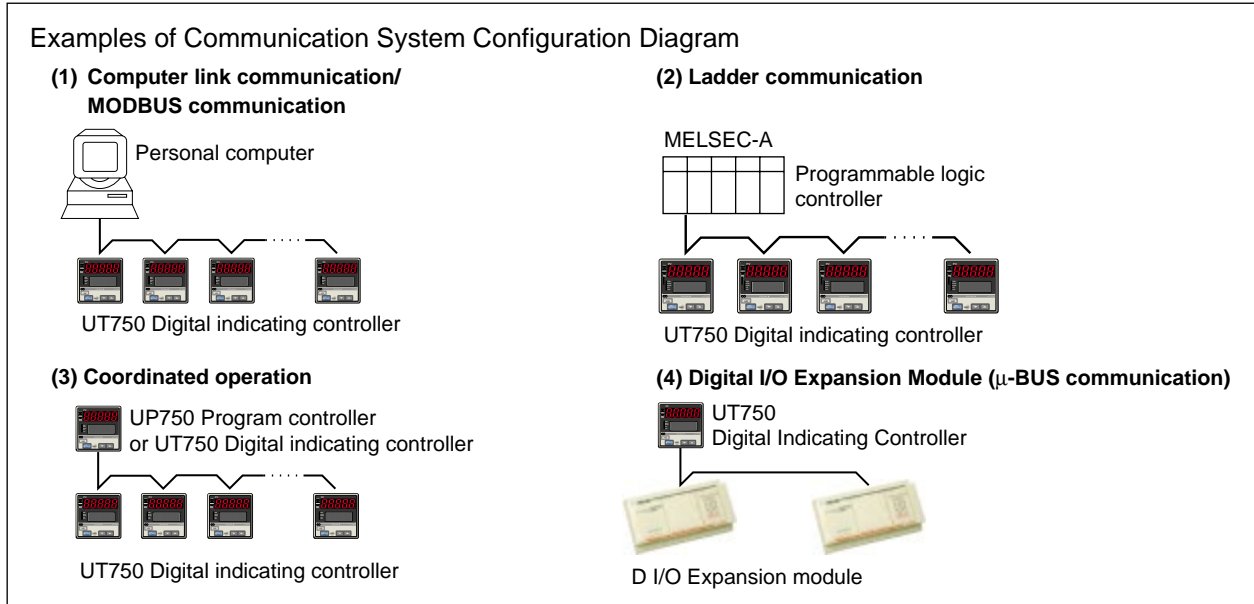 Examples of Communication System Configuration Diagram
(1) Computer link communication/
MODBUS communication
Personal computer
UT750 Digital indicating controller
(2) Ladder communication
MELSEC-A
Programmable logic
controller
UT750 Digital indicating controller
(3) Coordinated operation
UP750 Program controller
or UT750 Digital indicating controller
UT750 Digital indicating controller
(4) Digital I/O Expansion Module (μ-BUS communication)
UT750
Digital Indicating Controller
D I/O Expansion module